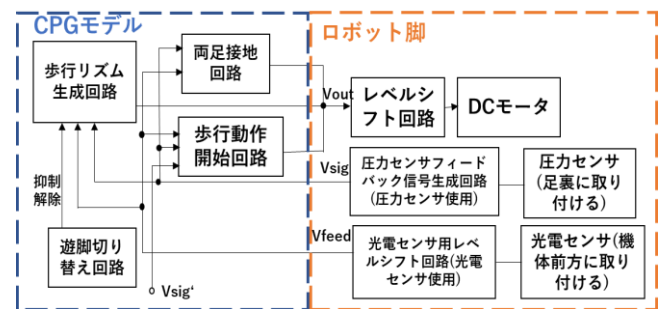 CPGモデル
ロボット脚
歩行リズム
生成回路
両足接地
回路
Vout
レベルシ
フト回路
DCモータ
歩行動作
開始回路
Vsig
圧力センサフィード
バック信号生成回路
(圧力センサ使用)
圧力センサ
(足裏に取り
付ける)
抑制
解除
遊脚切り
替え回路
Vfeed
光電センサ用レベ
ルシフト回路(光電
センサ使用)
光電センサ(機
体前方に取り
付ける)
Vsig‘